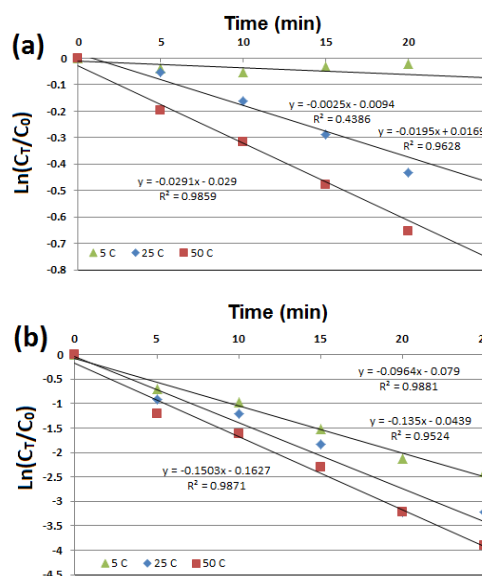 Time (min)
(a)
0 5 10 15 20
0
-0.1
-0.2
-0.3
-0.4
-0.5
-0.6
-0.7
-0.8
Ln(CT/C0)
y = -0.0025x - 0.0094
R² = 0.4386
y = -0.0195x + 0.0169
R² = 0.9628
y = -0.0291x - 0.029
R² = 0.9859
5 C 25 C 50 C
Time (min)
(b)
0 5 10 15 20 2
0
-0.5
-1
-1.5
-2
-2.5
-3
-3.5
-4
-4.5
Ln(CT/C0)
y = -0.0964x - 0.079
R² = 0.9881
y = -0.135x - 0.0439
R² = 0.9524
y = -0.1503x - 0.1627
R² = 0.9871
5 C 25 C 50 C